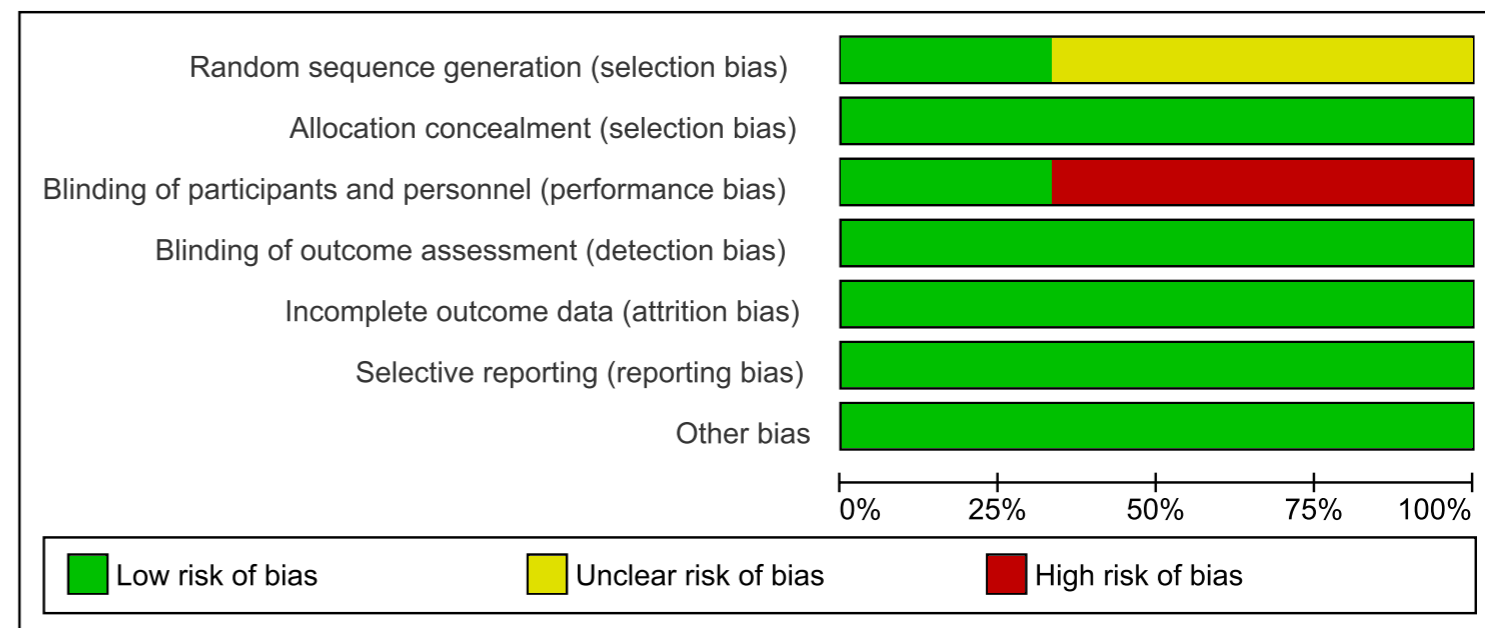 Random sequence generation (selection bias)
Allocation concealment (selection bias)
Blinding of participants and personnel (performance bias)
Blinding of outcome assessment (detection bias)
Incomplete outcome data (attrition bias)
Selective reporting (reporting bias)
Other bias
0% 25% 50% 75% 100%
Low risk of bias Unclear risk of bias High risk of bias